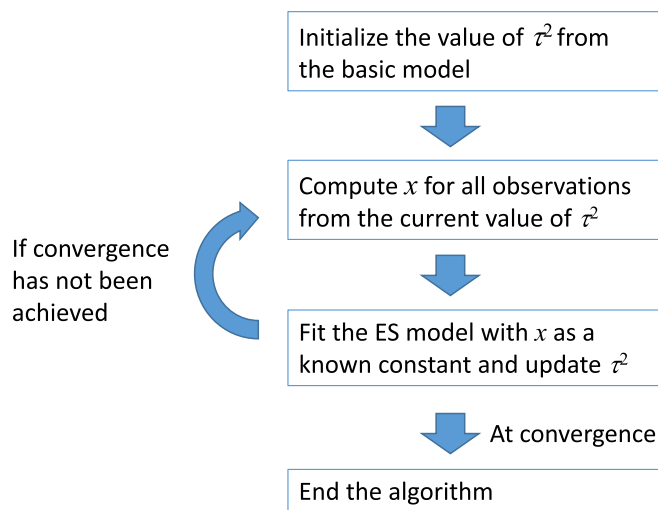 Initialize the value of τ² from
the basic model
Compute x for all observations
from the current value of τ²
If convergence
has not been
achieved
Fit the ES model with x as a
known constant and update τ²
At convergence
End the algorithm